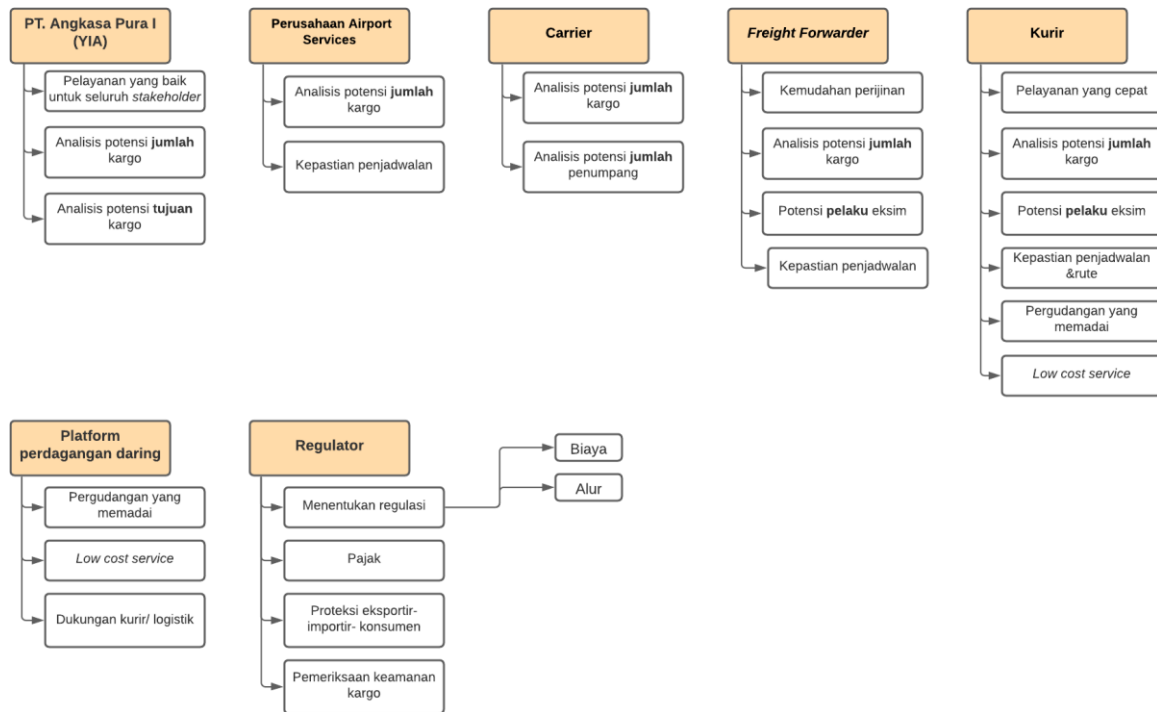 PT. Angkasa Pura I
(YIA)
Pelayanan yang baik
untuk seluruh stakeholder
Analisis potensi jumlah
kargo
Analisis potensi tujuan
kargo
Perusahaan Airport
Services
Analisis potensi jumlah
kargo
Kepastian penjadwalan
Carrier
Analisis potensi jumlah
kargo
Analisis potensi jumlah
penumpang
Freight Forwarder
Kemudahan perijinan
Analisis potensi jumlah
kargo
Potensi pelaku eksim
Kepastian penjadwalan
Kurir
Pelayanan yang cepat
Analisis potensi jumlah
kargo
Potensi pelaku eksim
Kepastian penjadwalan
&rute
Pergudangan yang
memadai
Low cost service
Platform
perdagangan daring
Pergudangan yang
memadai
Low cost service
Dukungan kurir/ logistik
Regulator
Menentukan regulasi
Biaya
Alur
Pajak
Proteksi eksportir-
importir- konsumen
Pemeriksaan keamanan
kargo